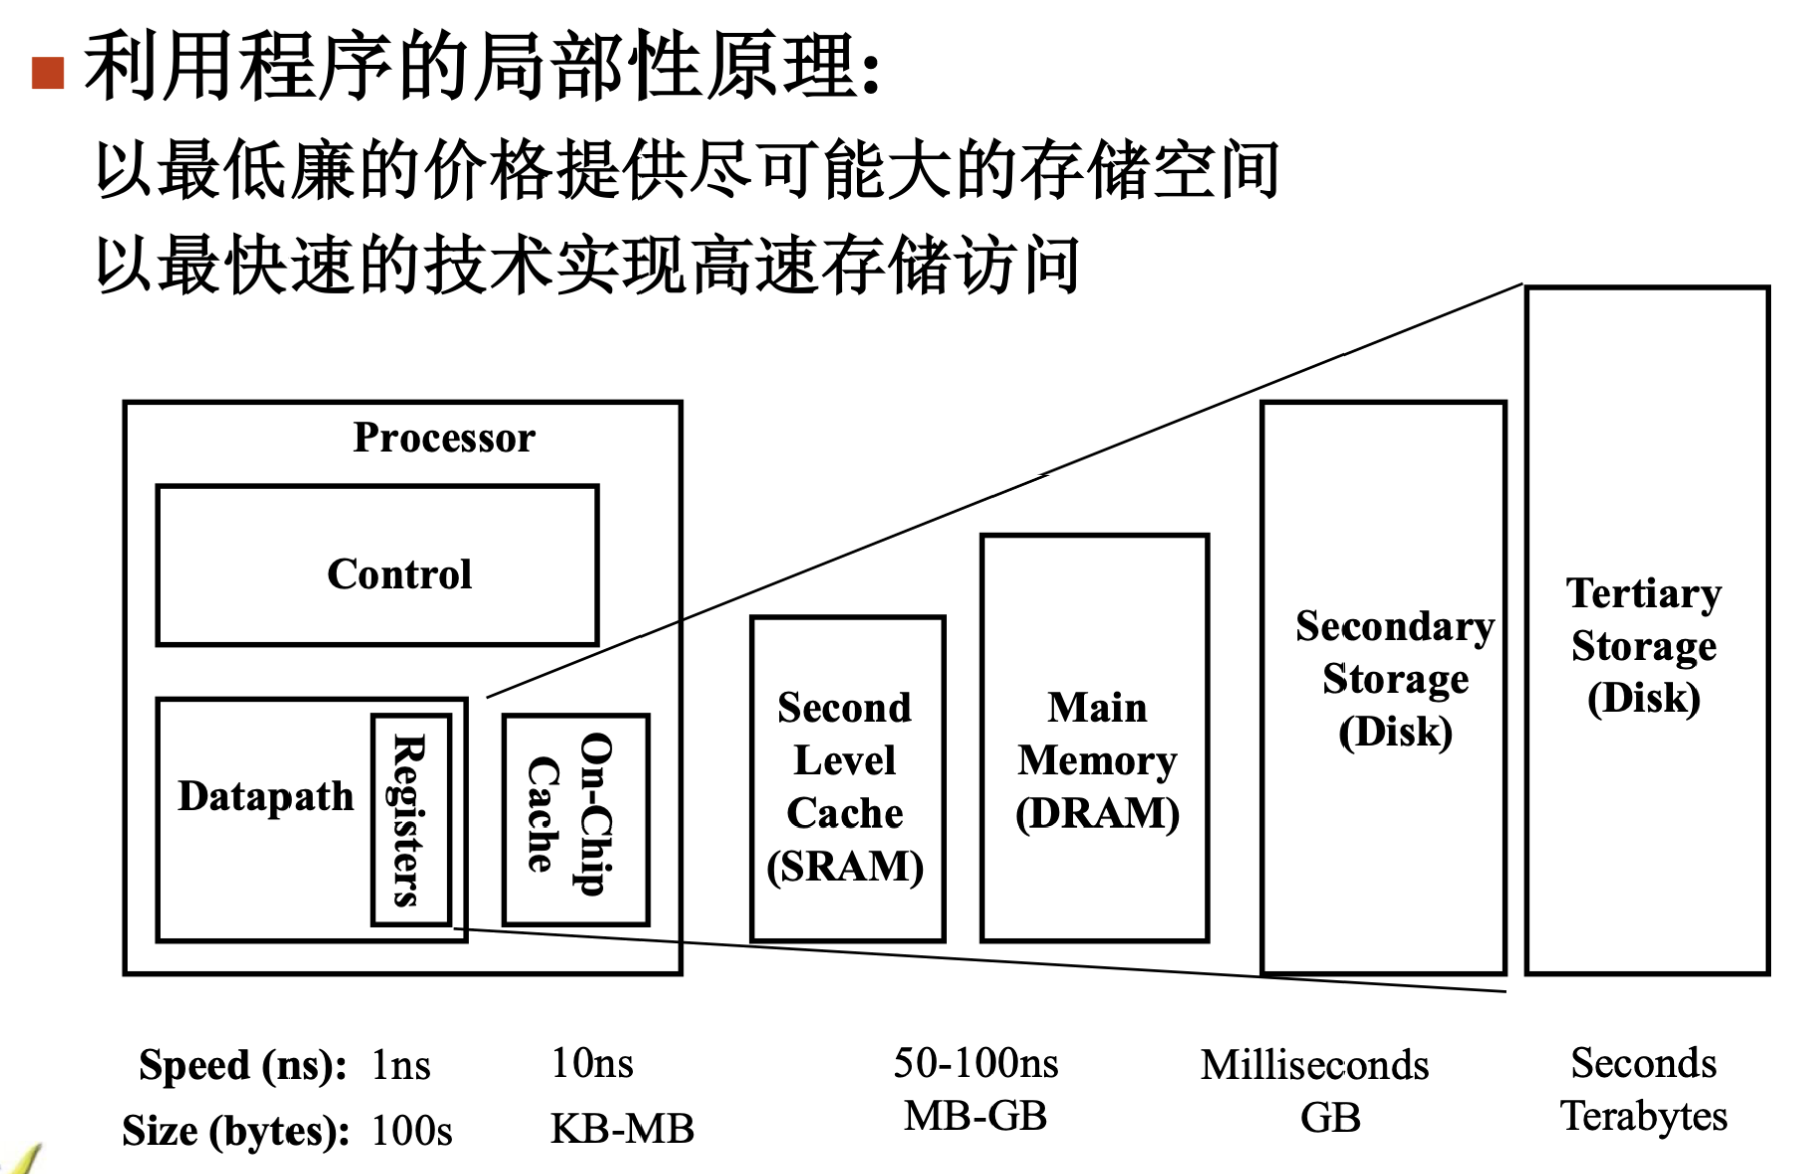 利用程序的局部性原理:
以最低廉的价格提供尽可能大的存储空间
以最快速的技术实现高速存储访问
Processor
Control
Datapath
Registers
On-Chip
Cache
Second
Level
Cache
(SRAM)
Main
Memory
(DRAM)
Secondary
Storage
(Disk)
Tertiary
Storage
(Disk)
Speed (ns): 1ns 10ns 50-100ns Milliseconds Seconds
Size (bytes): 100s KB-MB MB-GB GB Terabytes